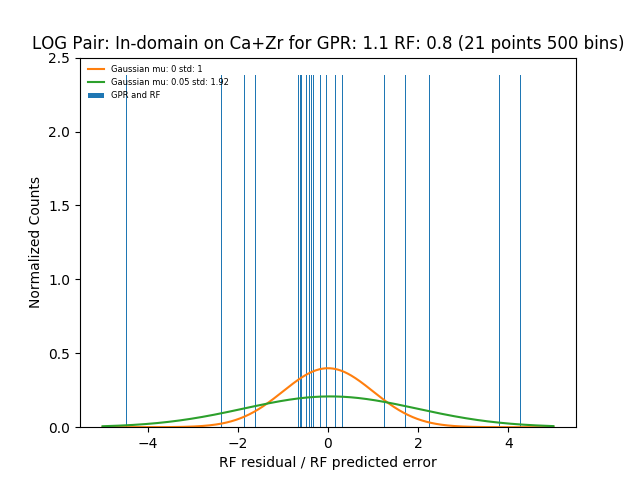 LOG Pair: In-domain on Ca+Zr for GPR: 1.1 RF: 0.8 (21 points 500 bins)
Gaussian mu: 0 std: 1
Gaussian mu: 0.05 std: 1.92
GPR and RF
2.5
2.0
1.5
1.0
0.5
0.0
Normalized Counts
−4 −2 0 2 4
RF residual / RF predicted error